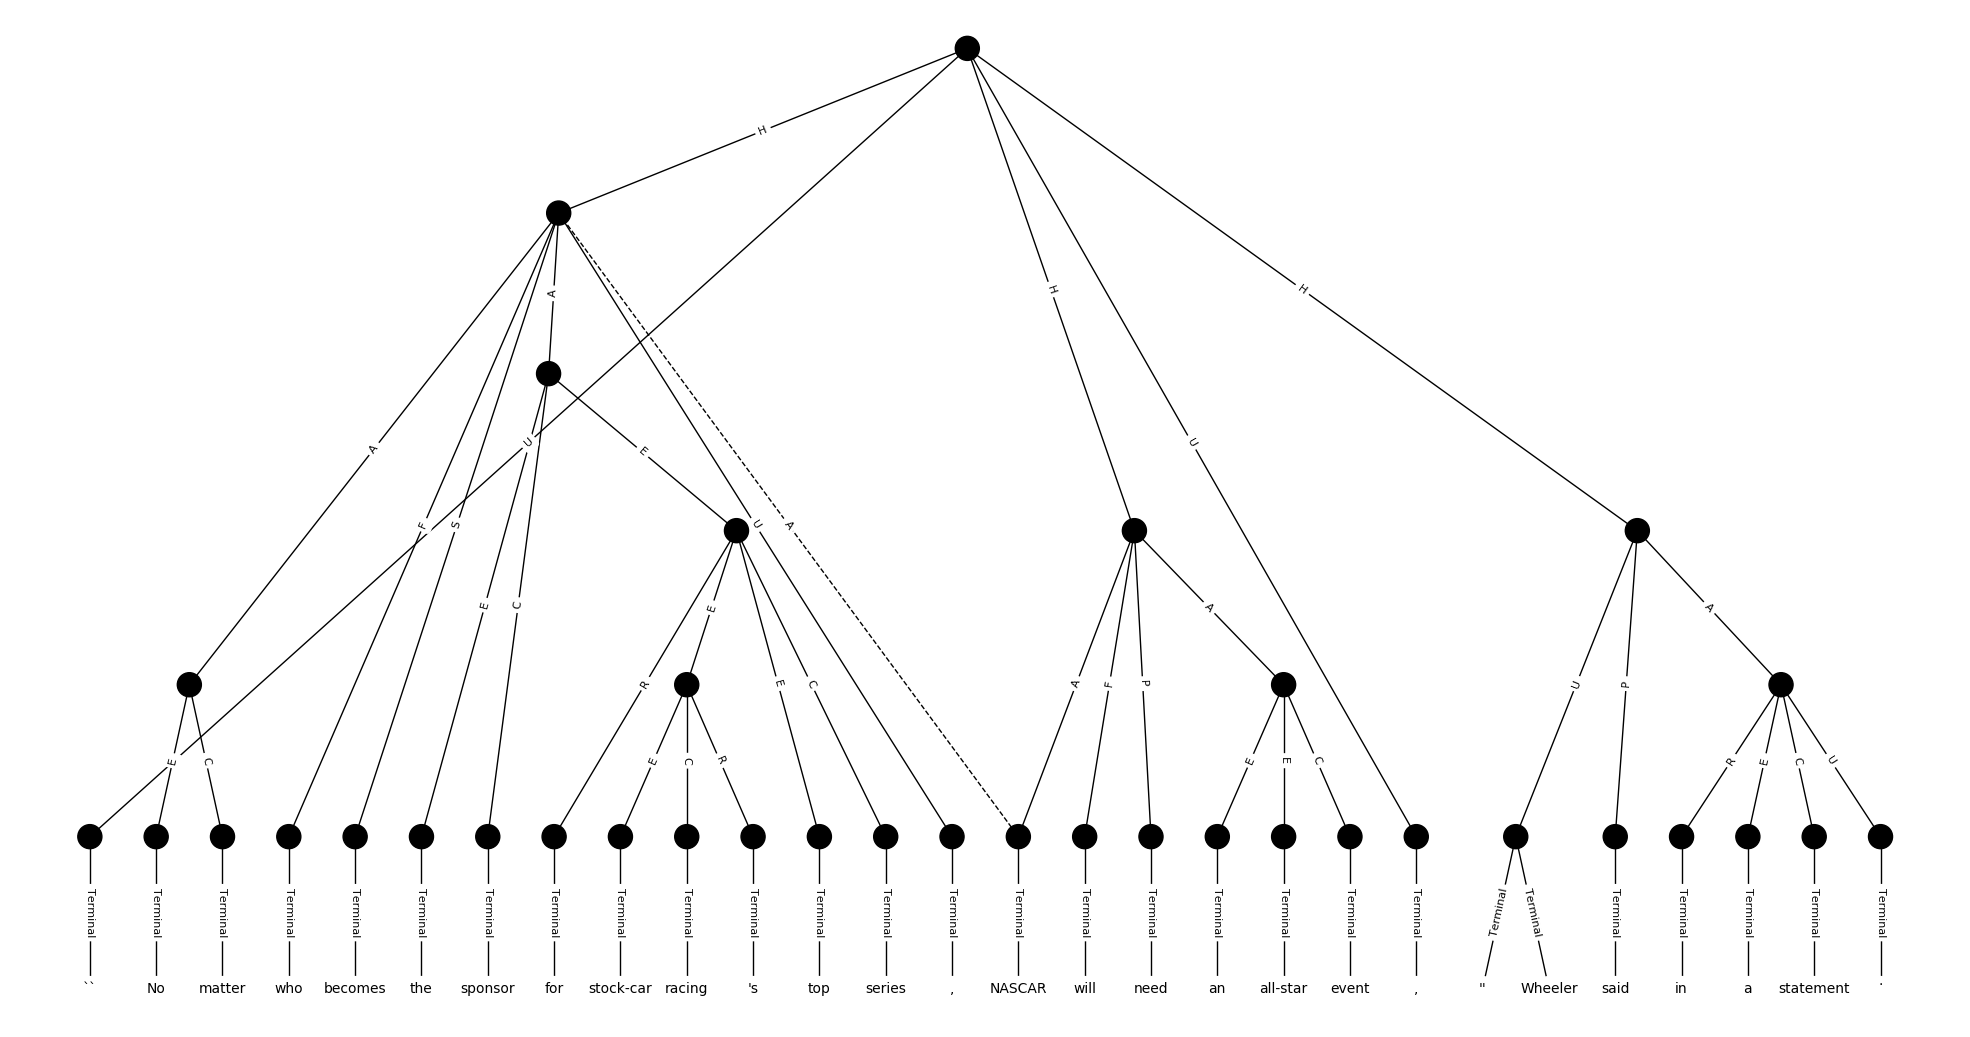 H
A H H
A
U U
U E
F S U A
E C E A A
R E C A F P U P
E C E C R E E C R E C U
Terminal Terminal Terminal Terminal Terminal Terminal Terminal Terminal Terminal Terminal Terminal Terminal Terminal Terminal Terminal Terminal Terminal Terminal Terminal Terminal Terminal Terminal Terminal Terminal Terminal Terminal Terminal Terminal
`` No matter who becomes the sponsor for stock-car racing 's top series , NASCAR will need an all-star event , " Wheeler said in a statement .